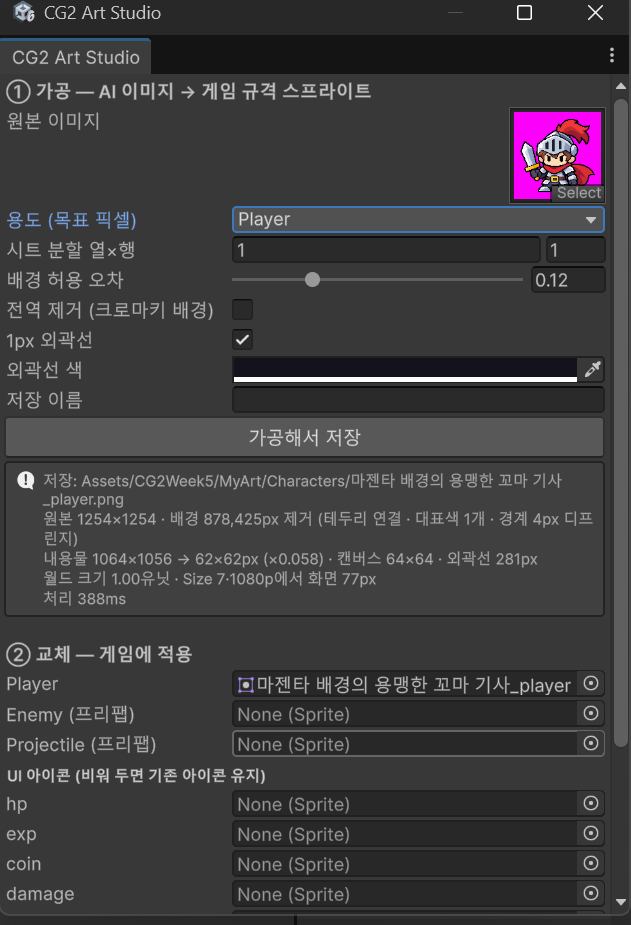 CG2 Art Studio
CG2 Art Studio
① 가공 — AI 이미지 → 게임 규격 스프라이트
원본 이미지
Select
용도 (목표 픽셀) Player
시트 분할 열×행 1 1
배경 허용 오차 0.12
전역 제거 (크로마키 배경)
1px 외곽선
외곽선 색
저장 이름
가공해서 저장
저장: Assets/CG2Week5/MyArt/Characters/마젠타 배경의 용맹한 꼬마 기사
_player.png
원본 1254×1254 · 배경 878,425px 제거 (테두리 연결 · 대표색 1개 · 경계 4px 디프
린지)
내용물 1064×1056 → 62×62px (×0.058) · 캔버스 64×64 · 외곽선 281px
월드 크기 1.00유닛 · Size 7·1080p에서 화면 77px
처리 388ms
② 교체 — 게임에 적용
Player 마젠타 배경의 용맹한 꼬마 기사_player
Enemy (프리팹) None (Sprite)
Projectile (프리팹) None (Sprite)
UI 아이콘 (비워 두면 기존 아이콘 유지)
hp None (Sprite)
exp None (Sprite)
coin None (Sprite)
damage None (Sprite)